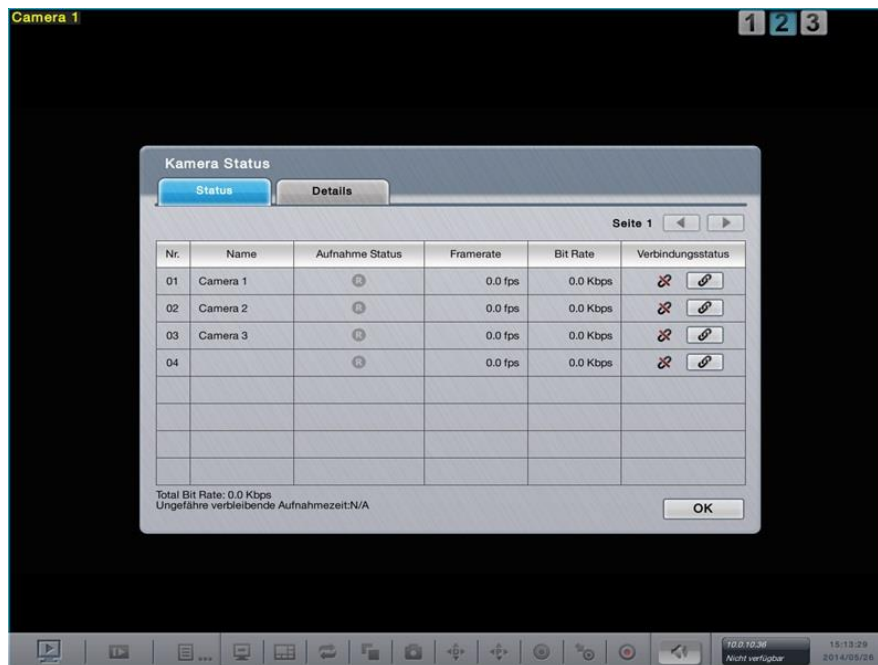 Camera 1
1 2 3
Kamera Status
Status Details
Seite 1
Nr. Name Aufnahme Status Framerate Bit Rate Verbindungsstatus
01 Camera 1 R 0.0 fps 0.0 Kbps
02 Camera 2 R 0.0 fps 0.0 Kbps
03 Camera 3 R 0.0 fps 0.0 Kbps
04 R 0.0 fps 0.0 Kbps
Total Bit Rate: 0.0 Kbps
Ungefähre verbleibende Aufnahmezeit:N/A
OK
10.0.10.36
Nicht verfügbar
15:13:29
2014/05/26